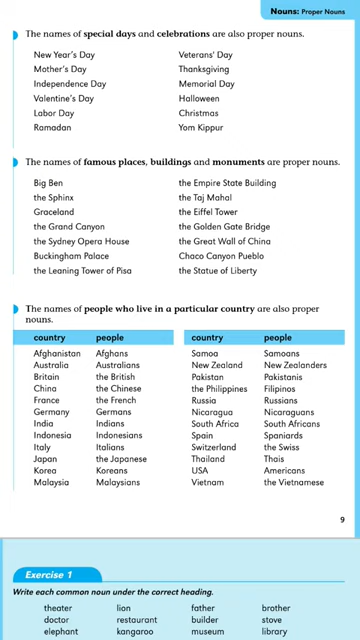 Nouns: Proper Nouns
The names of special days and celebrations are also proper nouns.
New Year's Day Veterans' Day
Mother's Day Thanksgiving
Independence Day Memorial Day
Valentine's Day Halloween
Labor Day Christmas
Ramadan Yom Kippur
The names of famous places, buildings and monuments are proper nouns.
Big Ben the Empire State Building
the Sphinx the Taj Mahal
Graceland the Eiffel Tower
the Grand Canyon the Golden Gate Bridge
the Sydney Opera House the Great Wall of China
Buckingham Palace Chaco Canyon Pueblo
the Leaning Tower of Pisa the Statue of Liberty
The names of people who live in a particular country are also proper
nouns.
country people country people
Afghanistan Afghans Samoa Samoans
Australia Australians New Zealand New Zealanders
Britain the British Pakistan Pakistanis
China the Chinese the Philippines Filipinos
France the French Russia Russians
Germany Germans Nicaragua Nicaraguans
India Indians South Africa South Africans
Indonesia Indonesians Spain Spaniards
Italy Italians Switzerland the Swiss
Japan the Japanese Thailand Thais
Korea Koreans USA Americans
Malaysia Malaysians Vietnam the Vietnamese
9
Exercise 1
Write each common noun under the correct heading.
theater lion father brother
doctor restaurant builder stove
elephant kangaroo museum library